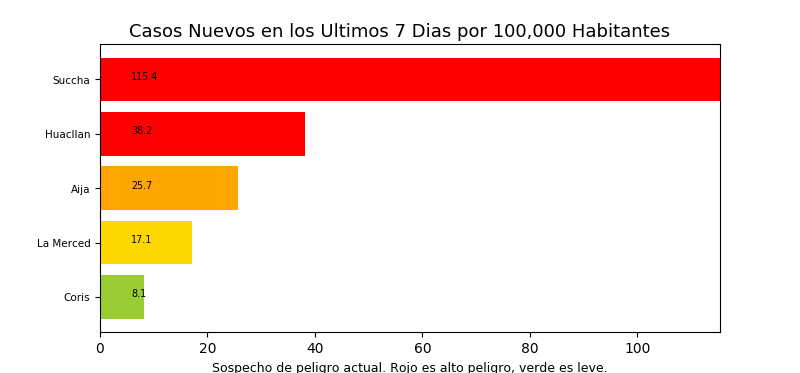 Casos Nuevos en los Ultimos 7 Dias por 100,000 Habitantes
Succha 115.4
Huacllan 38.2
Aija 25.7
La Merced 17.1
Coris 8.1
0 20 40 60 80 100
Sospecho de peligro actual. Rojo es alto peligro, verde es leve.